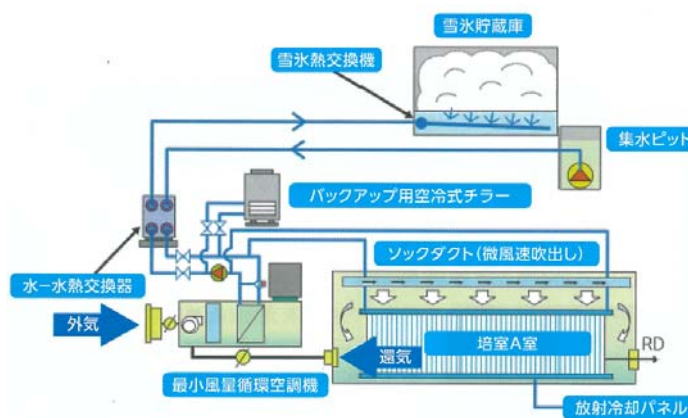 雪氷貯蔵庫
雪氷熱交換機
集水ピット
バックアップ用空冷式チラー
ソックダクト(微風速吹出し)
水−水熱交換器
外気
還気
培室A室
RD
最小風量循環空調機
放射冷却パネル